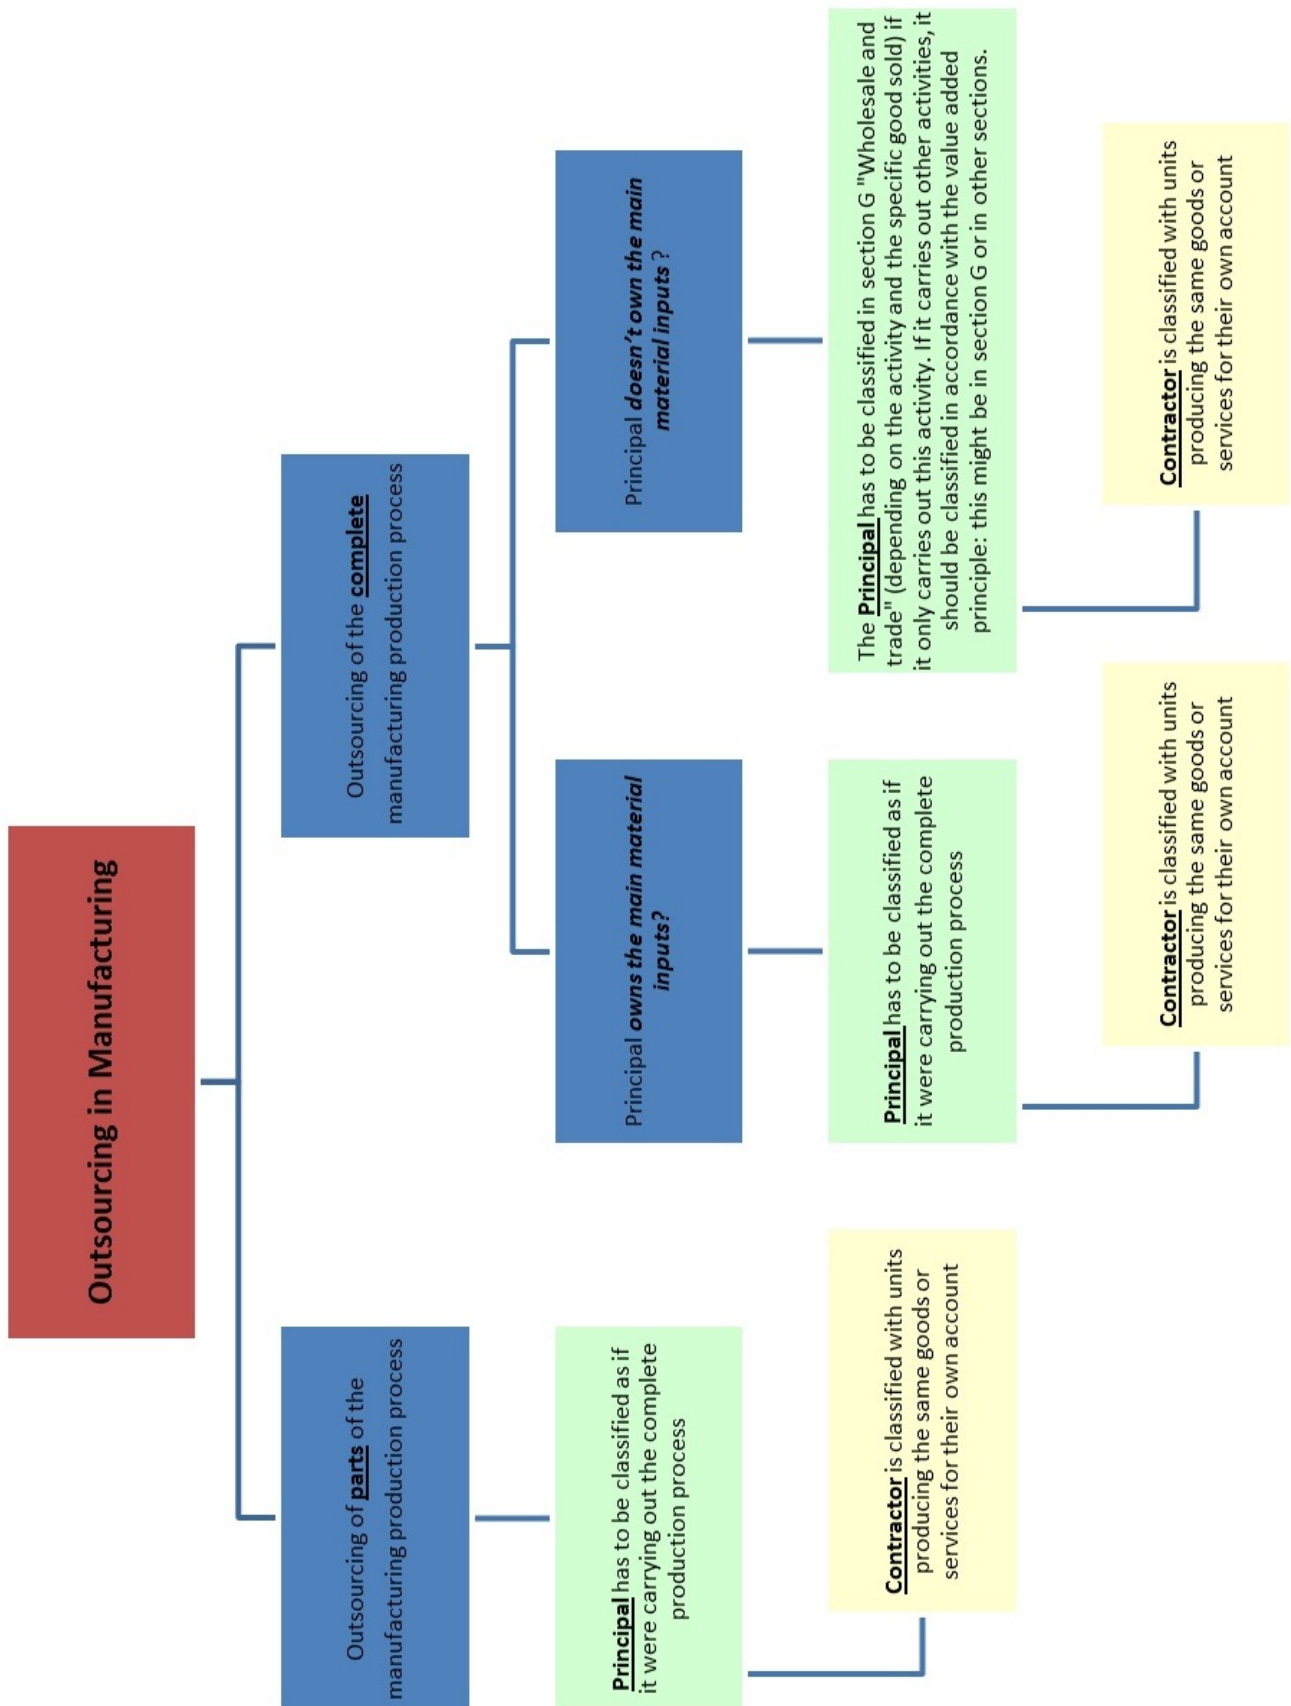 Outsourcing in Manufacturing
Outsourcing of parts of the
manufacturing production process
Outsourcing of the complete
manufacturing production process
Principal has to be classified as if
it were carrying out the complete
production process
Principal owns the main material
inputs?
Principal doesn't own the main
material inputs ?
Contractor is classified with units
producing the same goods or
services for their own account
Principal has to be classified as if
it were carrying out the complete
production process
The Principal has to be classified in section G "Wholesale and
trade" (depending on the activity and the specific good sold) if
it only carries out this activity. If it carries out other activities, it
should be classified in accordance with the value added
principle: this might be in section G or in other sections.
Contractor is classified with units
producing the same goods or
services for their own account
Contractor is classified with units
producing the same goods or
services for their own account